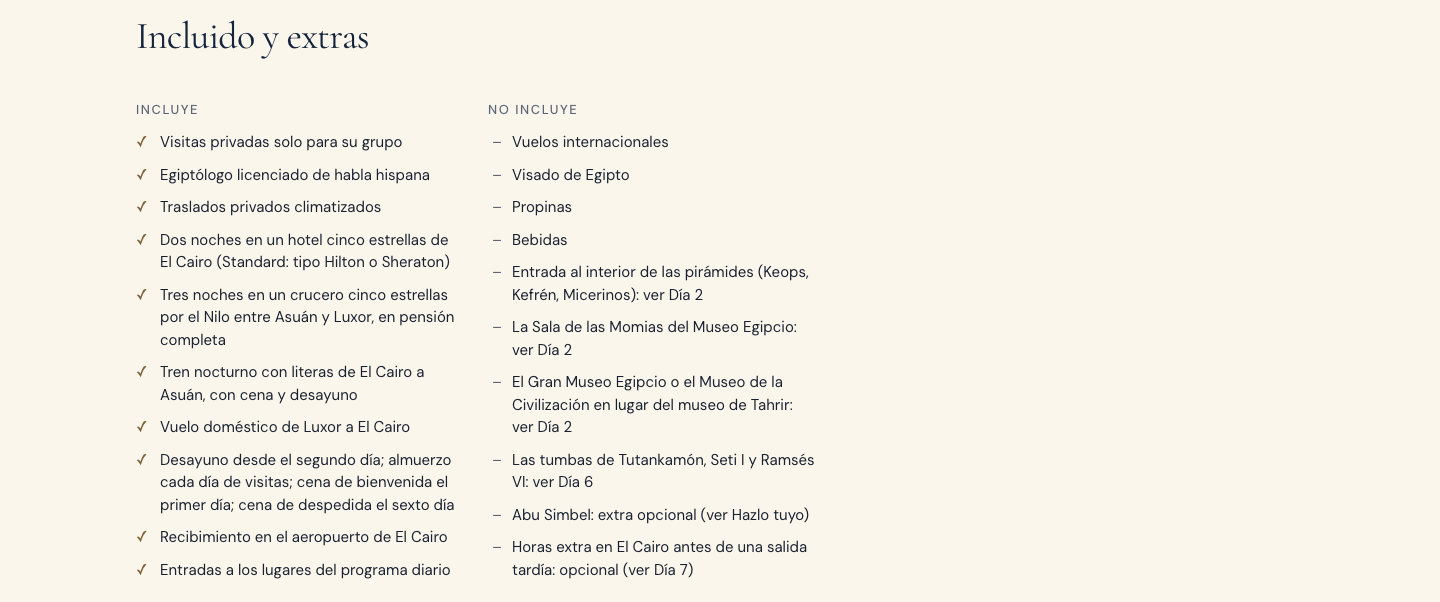 Incluido y extras
INCLUYE
✓ Visitas privadas solo para su grupo
✓ Egiptólogo licenciado de habla hispana
✓ Traslados privados climatizados
✓ Dos noches en un hotel cinco estrellas de
El Cairo (Standard: tipo Hilton o Sheraton)
✓ Tres noches en un crucero cinco estrellas
por el Nilo entre Asuán y Luxor, en pensión
completa
✓ Tren nocturno con literas de El Cairo a
Asuán, con cena y desayuno
✓ Vuelo doméstico de Luxor a El Cairo
✓ Desayuno desde el segundo día; almuerzo
cada día de visitas; cena de bienvenida el
primer día; cena de despedida el sexto día
✓ Recibimiento en el aeropuerto de El Cairo
✓ Entradas a los lugares del programa diario
NO INCLUYE
– Vuelos internacionales
– Visado de Egipto
– Propinas
– Bebidas
– Entrada al interior de las pirámides (Keops,
Kefrén, Micerinos): ver Día 2
– La Sala de las Momias del Museo Egipcio:
ver Día 2
– El Gran Museo Egipcio o el Museo de la
Civilización en lugar del museo de Tahrir:
ver Día 2
– Las tumbas de Tutankamón, Seti I y Ramsés
VI: ver Día 6
– Abu Simbel: extra opcional (ver Hazlo tuyo)
– Horas extra en El Cairo antes de una salida
tardía: opcional (ver Día 7)